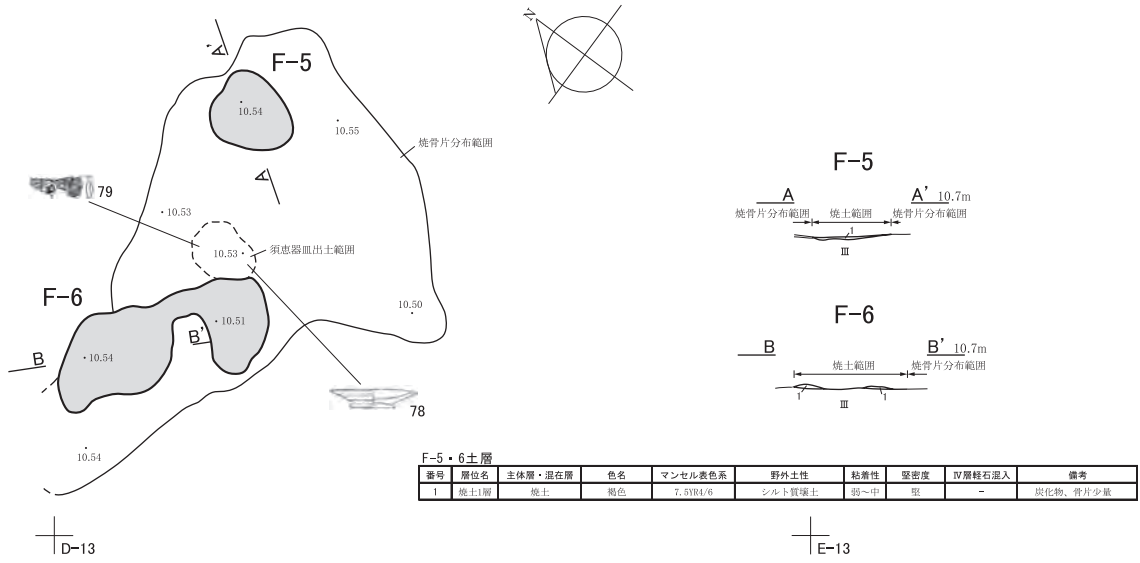 A'
F-5
N
10.54
10.55
焼骨片分布範囲
A
79
10.53
10.53
須恵器皿出土範囲
F-6
10.50
10.51
B'
10.54
B
78
10.54
F-5
A A' 10.7m
焼骨片分布範囲 焼土範囲 焼骨片分布範囲
1
Ⅲ
F-6
B B' 10.7m
焼土範囲 焼骨片分布範囲
1 1
Ⅲ
F-5・6土層
番号 層位名 主体層・混在層 色名 マンセル表色系 野外土性 粘着性 堅密度 Ⅳ層軽石混入 備考
1 焼土1層 焼土 褐色 7.5YR4/6 シルト質壌土 弱～中 堅 － 炭化物、骨片少量
D-13
E-13